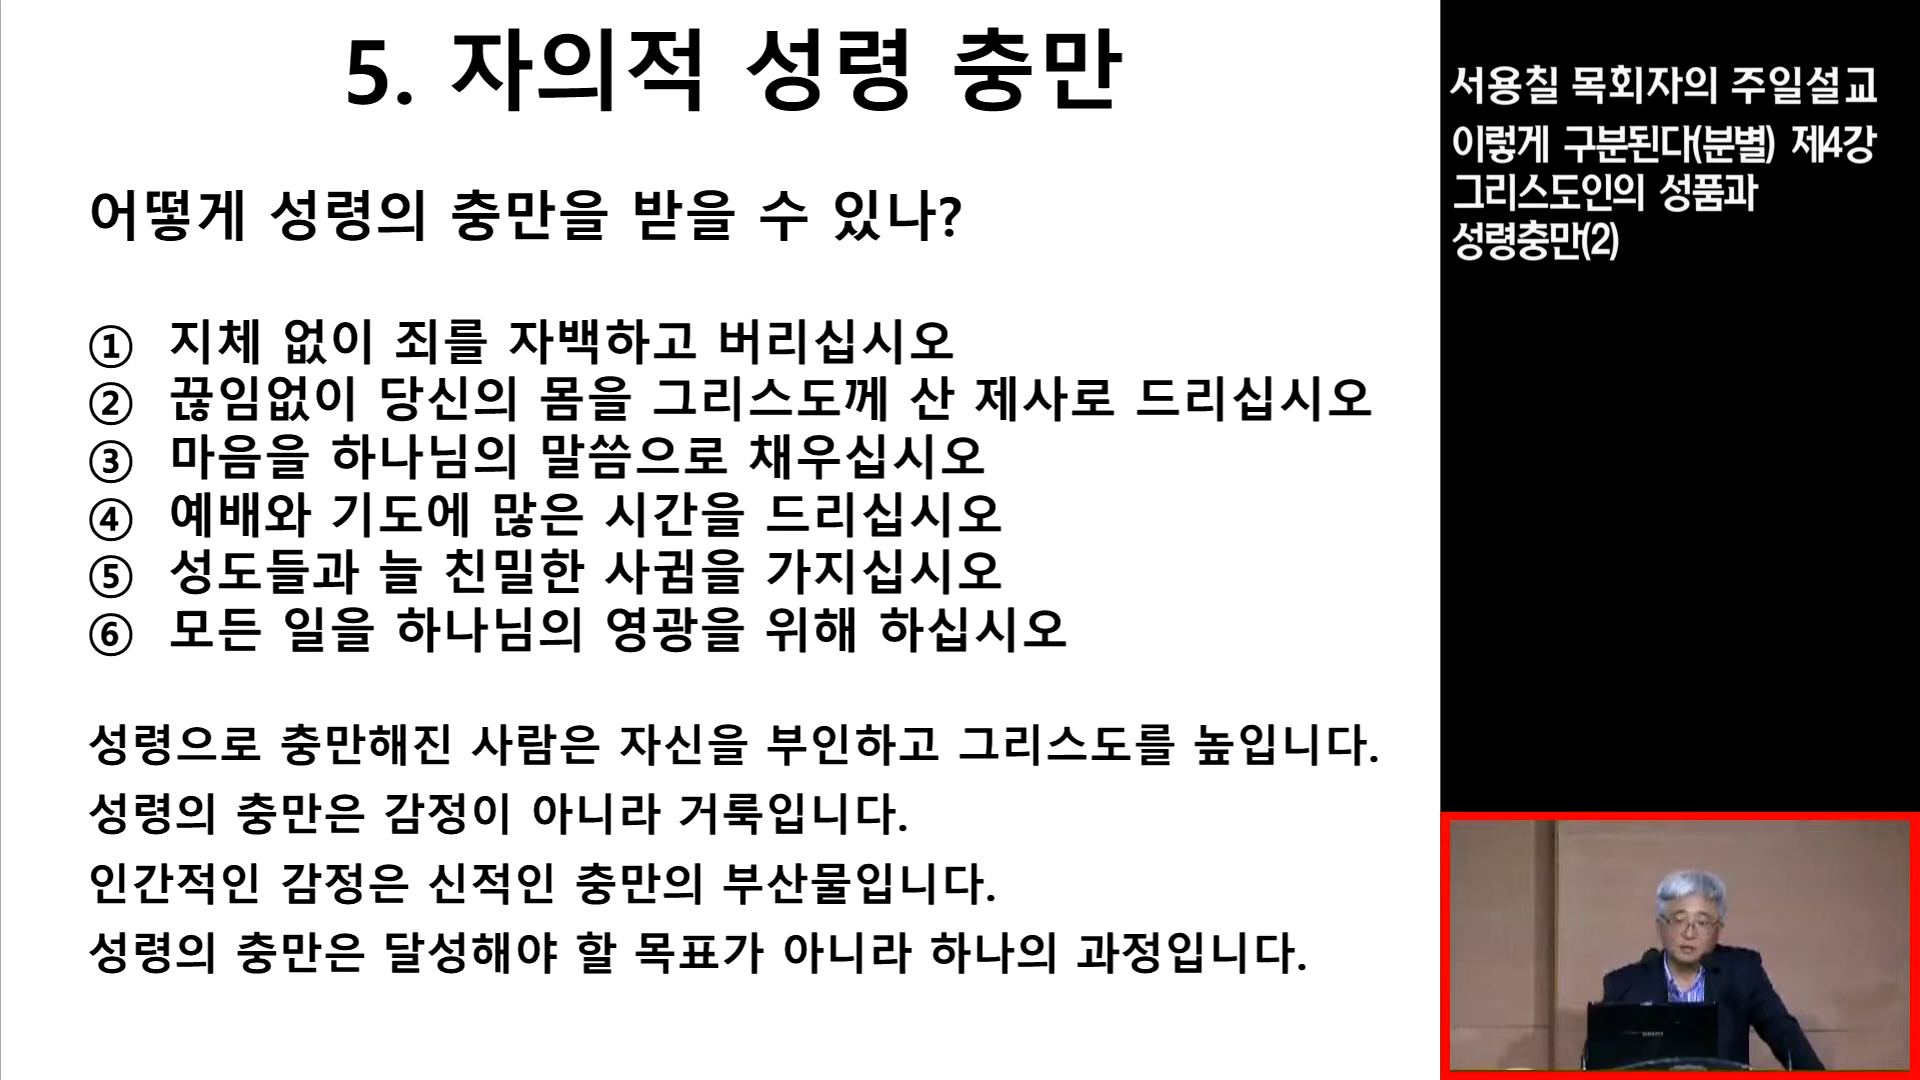 5. 자의적 성령 충만
어떻게 성령의 충만을 받을 수 있나?
① 지체 없이 죄를 자백하고 버리십시오
② 끊임없이 당신의 몸을 그리스도께 산 제사로 드리십시오
③ 마음을 하나님의 말씀으로 채우십시오
④ 예배와 기도에 많은 시간을 드리십시오
⑤ 성도들과 늘 친밀한 사귐을 가지십시오
⑥ 모든 일을 하나님의 영광을 위해 하십시오
성령으로 충만해진 사람은 자신을 부인하고 그리스도를 높입니다.
성령의 충만은 감정이 아니라 거룩입니다.
인간적인 감정은 신적인 충만의 부산물입니다.
성령의 충만은 달성해야 할 목표가 아니라 하나의 과정입니다.
서용칠 목회자의 주일설교
이렇게 구분된다(분별) 제4강
그리스도인의 성품과
성령충만(2)